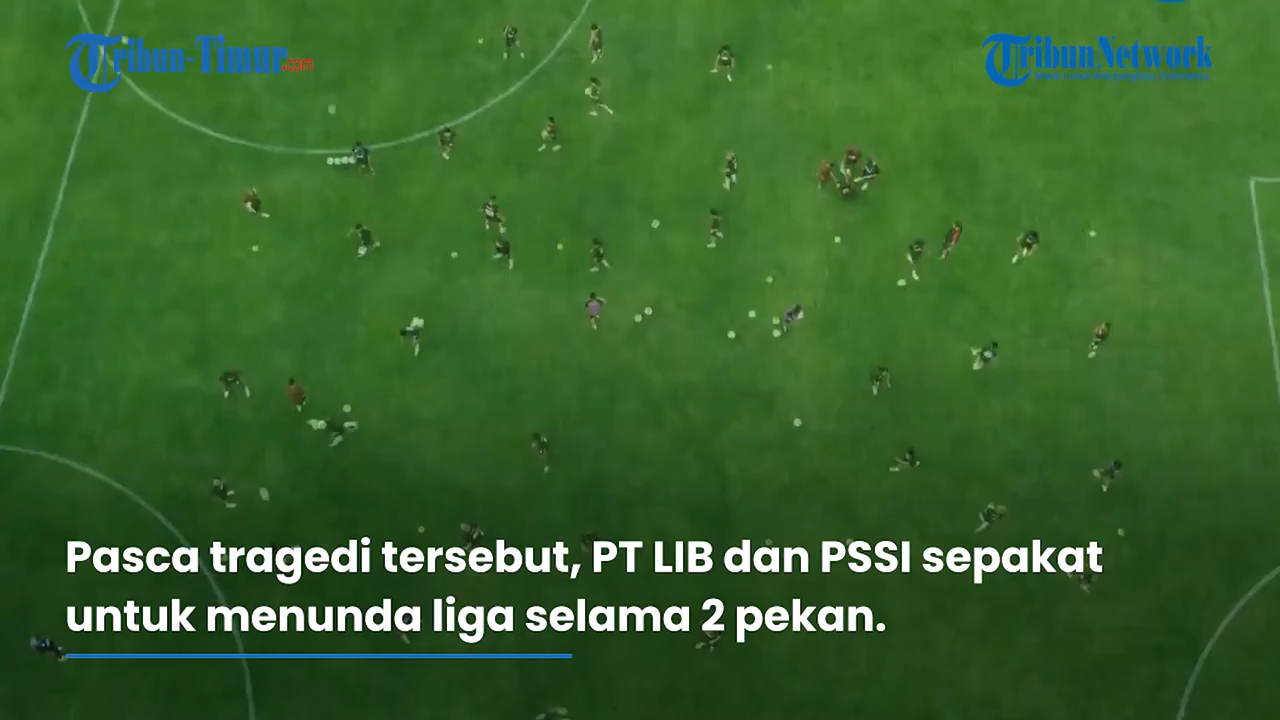 Tribun-Timur.com
TribunNetwork
Pasca tragedi tersebut, PT LIB dan PSSI sepakat
untuk menunda liga selama 2 pekan.